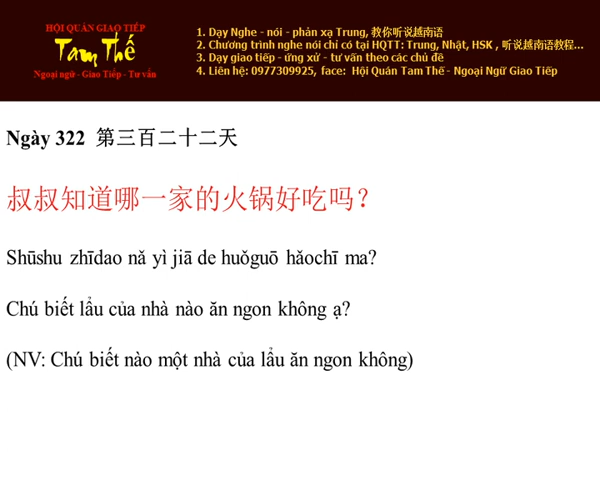 HỘI QUÁN GIAO TIẾP
Tam Thế
Ngoại ngữ - Giao Tiếp - Tư vấn
1. Dạy Nghe - nói - phản xạ Trung, 教你听说越南语
2. Chương trình nghe nói chỉ có tại HQTT: Trung, Nhật, HSK , 听说越南语教程...
3. Dạy giao tiếp - ứng xử - tư vấn theo các chủ đề
4. Liên hệ: 0977309925, face: Hội Quán Tam Thế - Ngoại Ngữ Giao Tiếp
Ngày 322 第三百二十二天
叔叔知道哪一家的火锅好吃吗？
Shūshu zhīdao nǎ yì jiā de huǒguō hǎochī ma?
Chú biết lẩu của nhà nào ăn ngon không ạ?
(NV: Chú biết nào một nhà của lẩu ăn ngon không)